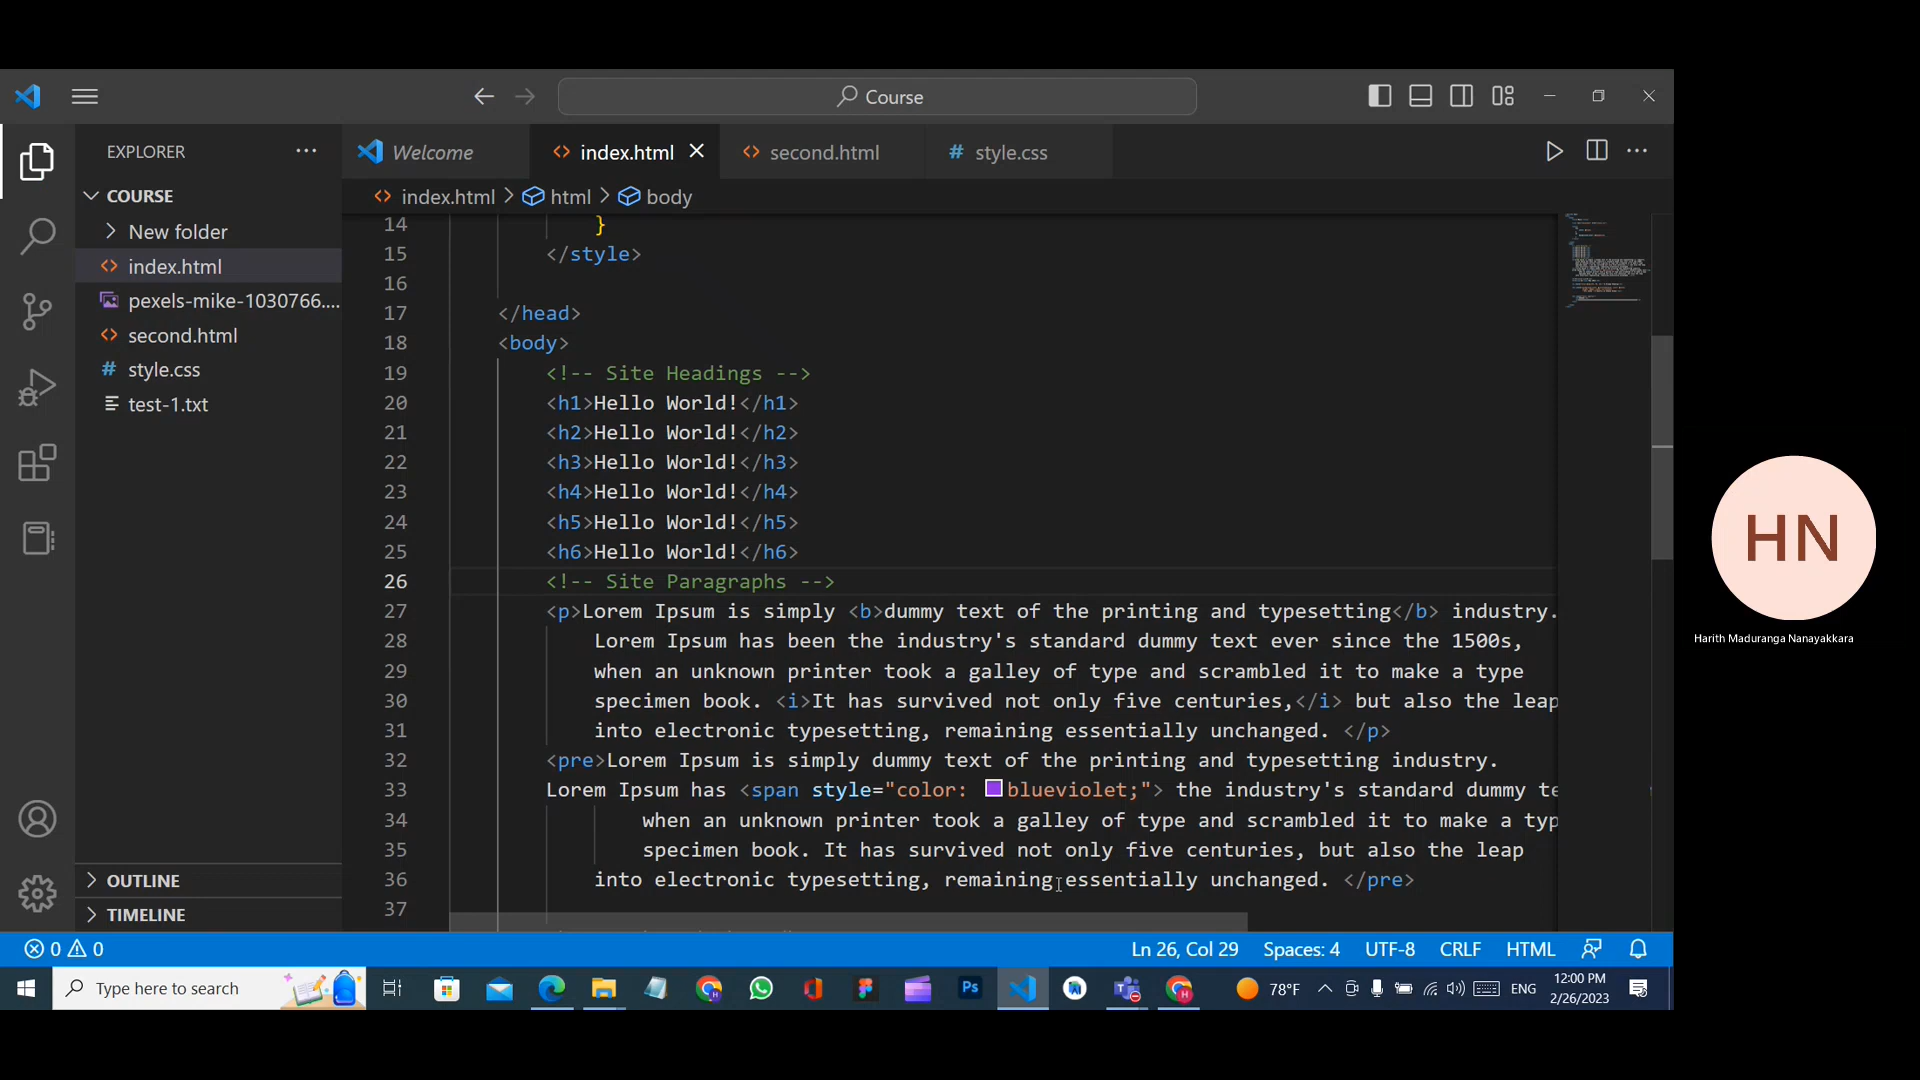 Course
EXPLORER
COURSE
New folder
index.html
pexels-mike-1030766....
second.html
style.css
test-1.txt
OUTLINE
TIMELINE
Welcome
index.html
second.html
# style.css
index.html > html > body
14 }
15 </style>
16
17 </head>
18 <body>
19 <!-- Site Headings -->
20 <h1>Hello World!</h1>
21 <h2>Hello World!</h2>
22 <h3>Hello World!</h3>
23 <h4>Hello World!</h4>
24 <h5>Hello World!</h5>
25 <h6>Hello World!</h6>
26 <!-- Site Paragraphs -->
27 <p>Lorem Ipsum is simply <b>dummy text of the printing and typesetting</b> industry.
28 Lorem Ipsum has been the industry's standard dummy text ever since the 1500s,
29 when an unknown printer took a galley of type and scrambled it to make a type
30 specimen book. <i>It has survived not only five centuries,</i> but also the leap
31 into electronic typesetting, remaining essentially unchanged. </p>
32 <pre>Lorem Ipsum is simply dummy text of the printing and typesetting industry.
33 Lorem Ipsum has <span style="color: blueviolet;"> the industry's standard dummy te
34 when an unknown printer took a galley of type and scrambled it to make a typ
35 specimen book. It has survived not only five centuries, but also the leap
36 into electronic typesetting, remaining essentially unchanged. </pre>
37
0 0
Ln 26, Col 29 Spaces: 4 UTF-8 CRLF HTML
Type here to search
Ps
78°F
ENG
12:00 PM
2/26/2023
HN
Harith Maduranga Nanayakkara